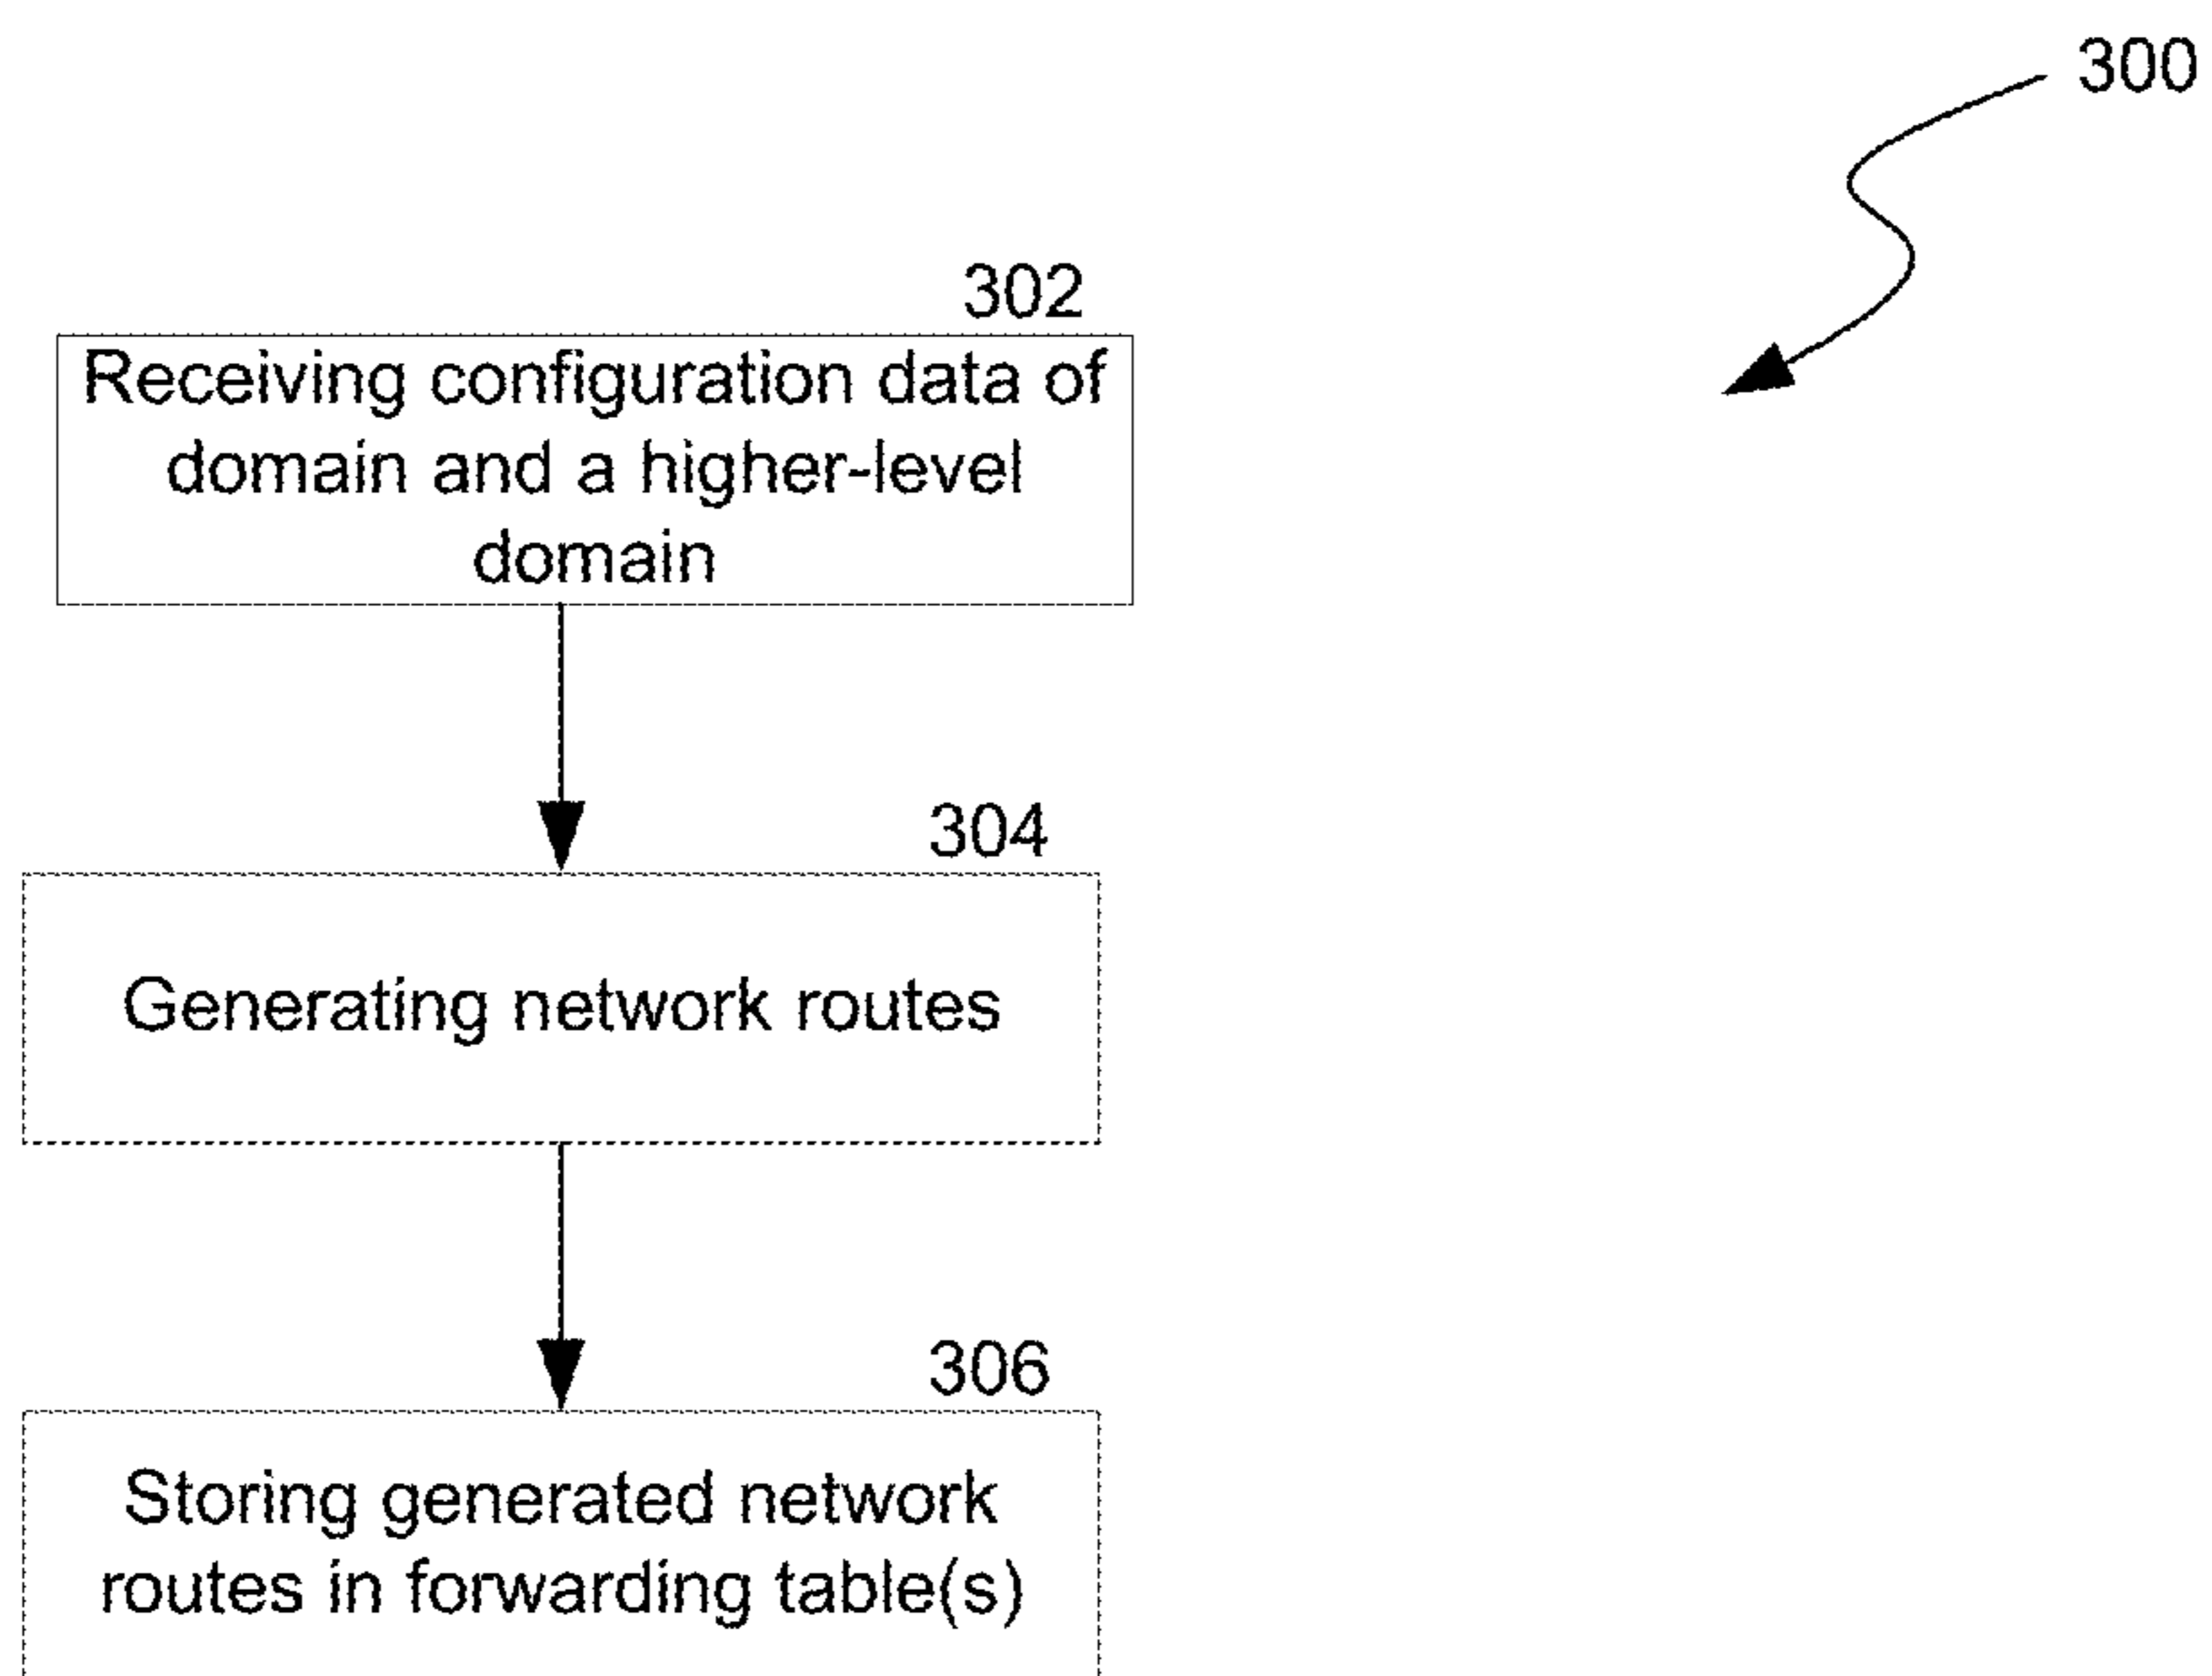 300
302
Receiving configuration data of
domain and a higher-level
domain
304
Generating network routes
306
Storing generated network
routes in forwarding table(s)